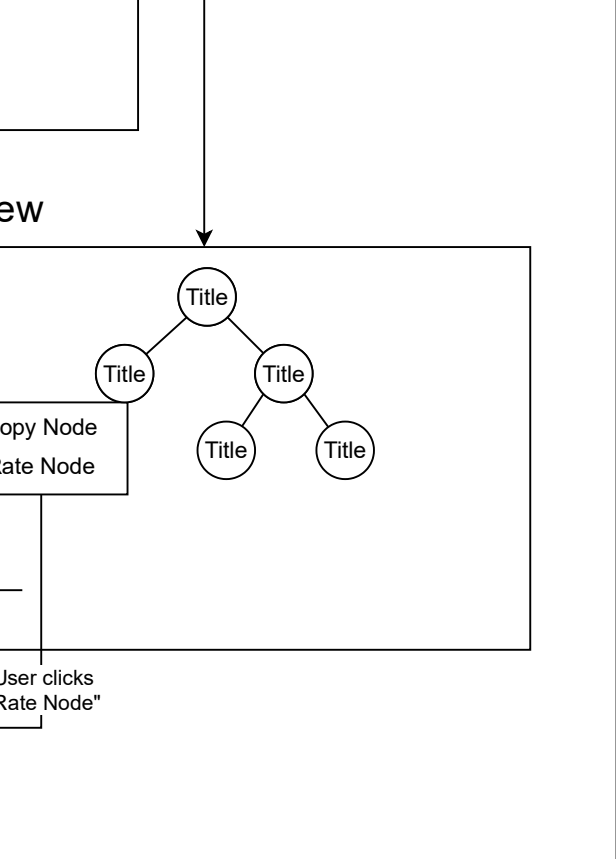 ew
Title
Title
Title
opy Node
Title
Title
Rate Node
User clicks
Rate Node"